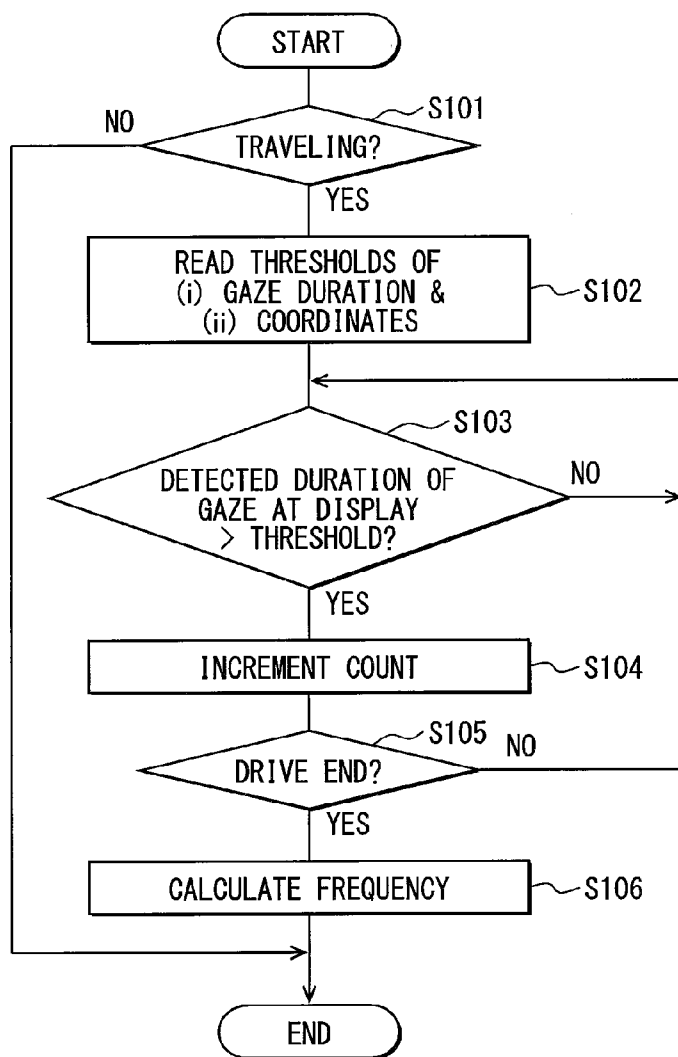 START
S101
NO
TRAVELING?
YES
READ THRESHOLDS OF
(i) GAZE DURATION &
(ii) COORDINATES
S102
S103
DETECTED DURATION OF
GAZE AT DISPLAY
> THRESHOLD?
NO
YES
INCREMENT COUNT
S104
S105
NO
DRIVE END?
YES
CALCULATE FREQUENCY
S106
END